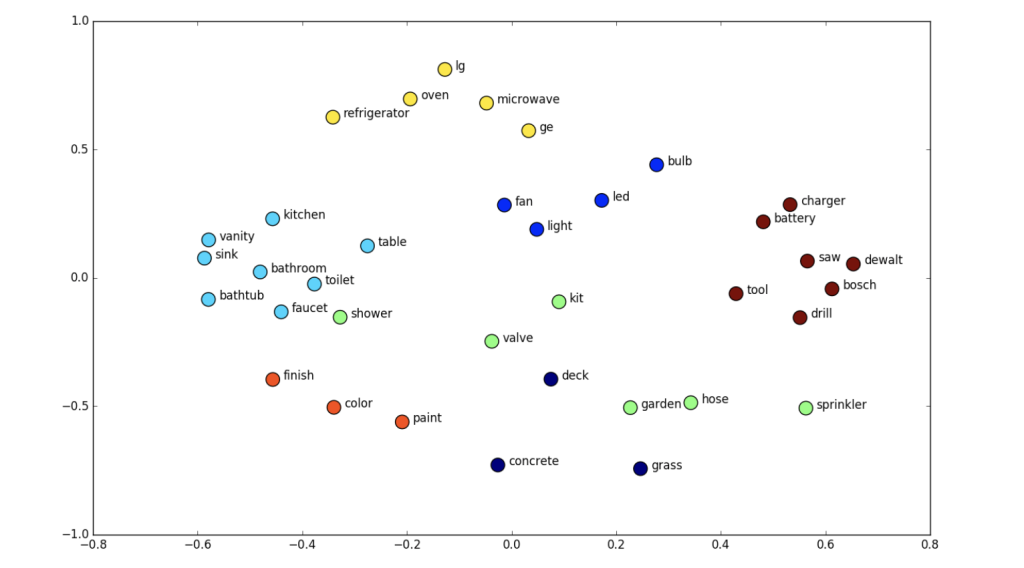 1.0
lg
oven
microwave
refrigerator
ge
0.5
bulb
led
charger
fan
kitchen
battery
light
vanity
table
sink
saw
dewalt
bathroom
0.0
toilet
bosch
tool
bathtub
kit
faucet
shower
drill
valve
finish
deck
color
garden
hose
sprinkler
−0.5
paint
concrete
grass
−1.0
−0.8 −0.6 −0.4 −0.2 0.0 0.2 0.4 0.6 0.8